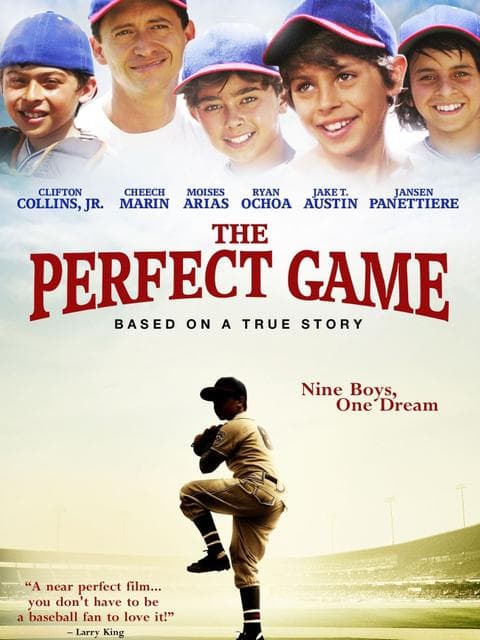 CLIFTON COLLINS, JR.
CHEECH MARIN
MOISES ARIAS
RYAN OCHOA
JAKE T. AUSTIN
JANSEN PANETTIERE
THE
PERFECT GAME
BASED ON A TRUE STORY
Nine Boys,
One Dream
"A near perfect film...
you don't have to be
a baseball fan to love it!"
– Larry King